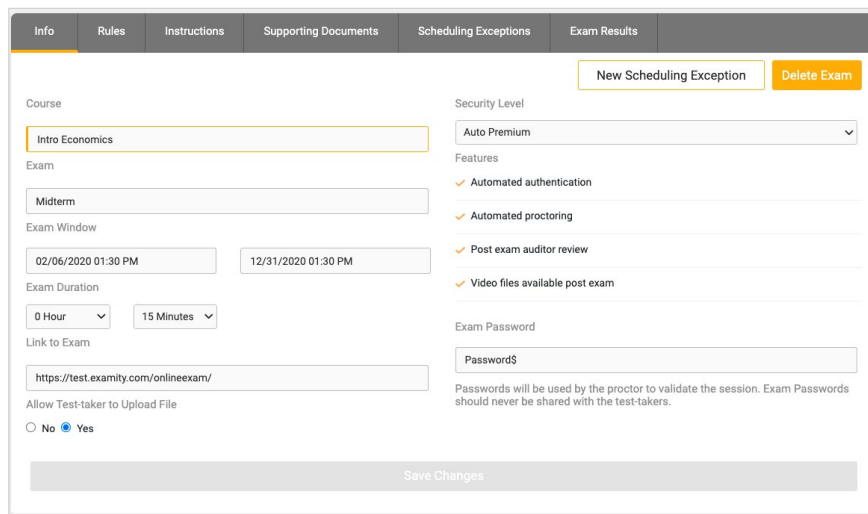 Info Rules Instructions Supporting Documents Scheduling Exceptions Exam Results
New Scheduling Exception Delete Exam
Course
Intro Economics
Exam
Midterm
Exam Window
02/06/2020 01:30 PM 12/31/2020 01:30 PM
Exam Duration
0 Hour 15 Minutes
Link to Exam
https://test.examity.com/onlineexam/
Allow Test-taker to Upload File
No Yes
Security Level
Auto Premium
Features
Automated authentication
Automated proctoring
Post exam auditor review
Video files available post exam
Exam Password
Password$
Passwords will be used by the proctor to validate the session. Exam Passwords
should never be shared with the test-takers.
Save Changes